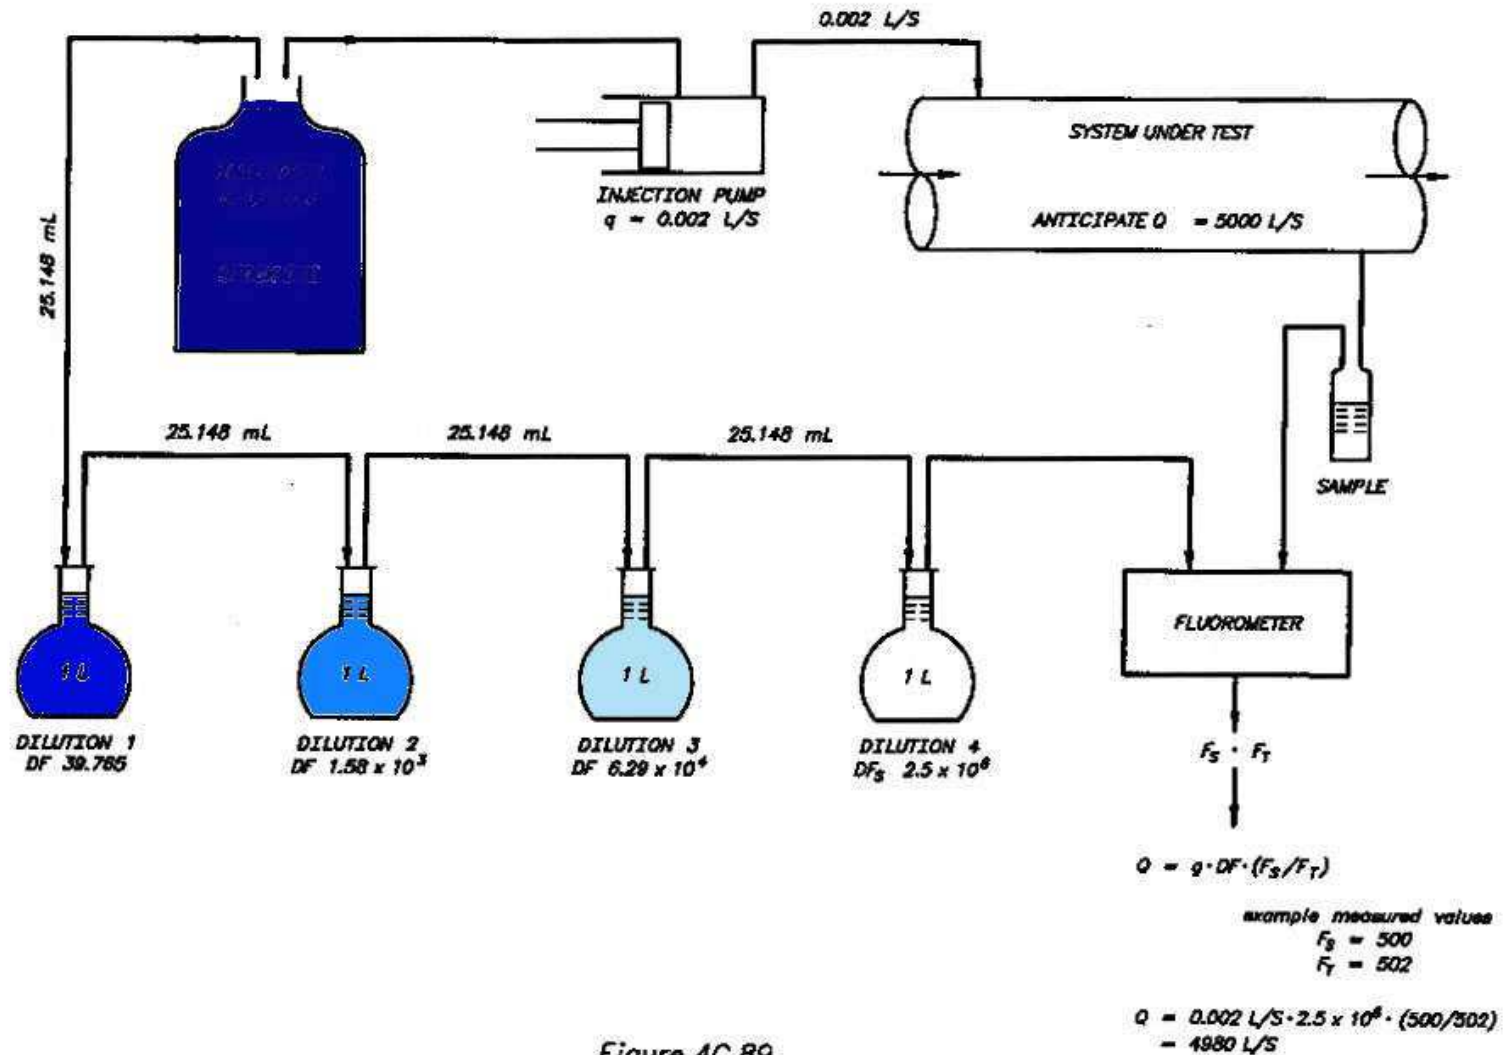 0.002 L/S
SYSTEM UNDER TEST
INJECTION PUMP
q = 0.002 L/S
ANTICIPATE Q = 5000 L/S
25.148 mL
25.148 mL
25.148 mL
25.148 mL
SAMPLE
1 L
1 L
1 L
1 L
FLUOROMETER
DILUTION 1
DF 39.765
DILUTION 2
DF 1.58 x 10³
DILUTION 3
DF 6.29 x 10⁴
DILUTION 4
DFS 2.5 x 10⁶
FS · FT
Q = q·DF·(FS/FT)
example measured values
FS = 500
FT = 502
Q = 0.002 L/S·2.5 x 10⁶·(500/502)
= 4980 L/S
Figure 4C.89